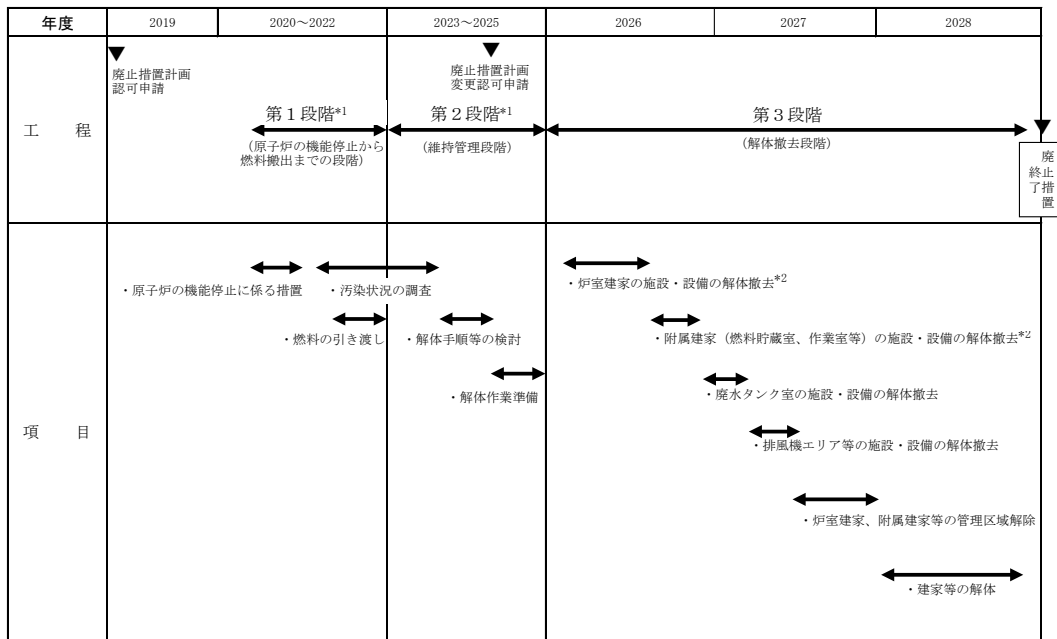 年度 2019 2020～2022 2023～2025 2026 2027 2028
工 程
▼
廃止措置計画
認可申請
▼
廃止措置計画
変更認可申請
第１段階*1
(原子炉の機能停止から
燃料搬出までの段階)
第２段階*1
(維持管理段階)
第３段階
(解体撤去段階)
▼
廃止措置
終了
項 目
・原子炉の機能停止に係る措置
・汚染状況の調査
・炉室建家の施設・設備の解体撤去*2
・燃料の引き渡し
・解体手順等の検討
・附属建家（燃料貯蔵室、作業室等）の施設・設備の解体撤去*2
・解体作業準備
・廃水タンク室の施設・設備の解体撤去
・排風機エリア等の施設・設備の解体撤去
・炉室建家、附属建家等の管理区域解除
・建家等の解体